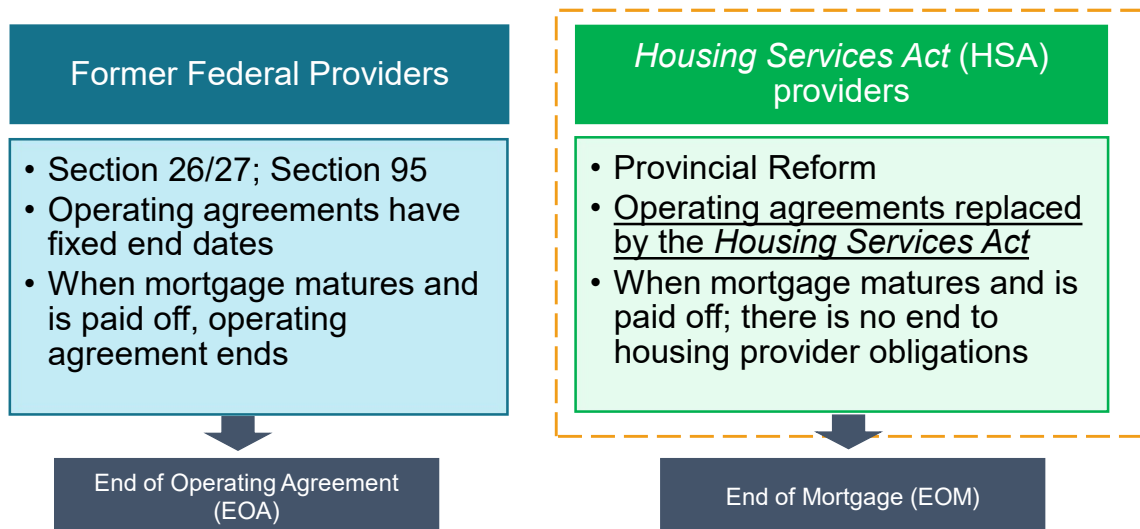 Former Federal Providers
• Section 26/27; Section 95
• Operating agreements have
fixed end dates
• When mortgage matures and
is paid off, operating
agreement ends
End of Operating Agreement
(EOA)
Housing Services Act (HSA)
providers
• Provincial Reform
• Operating agreements replaced
by the Housing Services Act
• When mortgage matures and is
paid off; there is no end to
housing provider obligations
End of Mortgage (EOM)